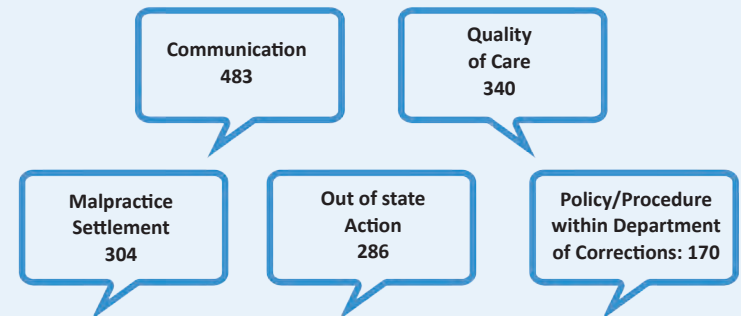 Communication
483
Quality
of Care
340
Malpractice
Settlement
304
Out of state
Action
286
Policy/Procedure
within Department
of Corrections: 170